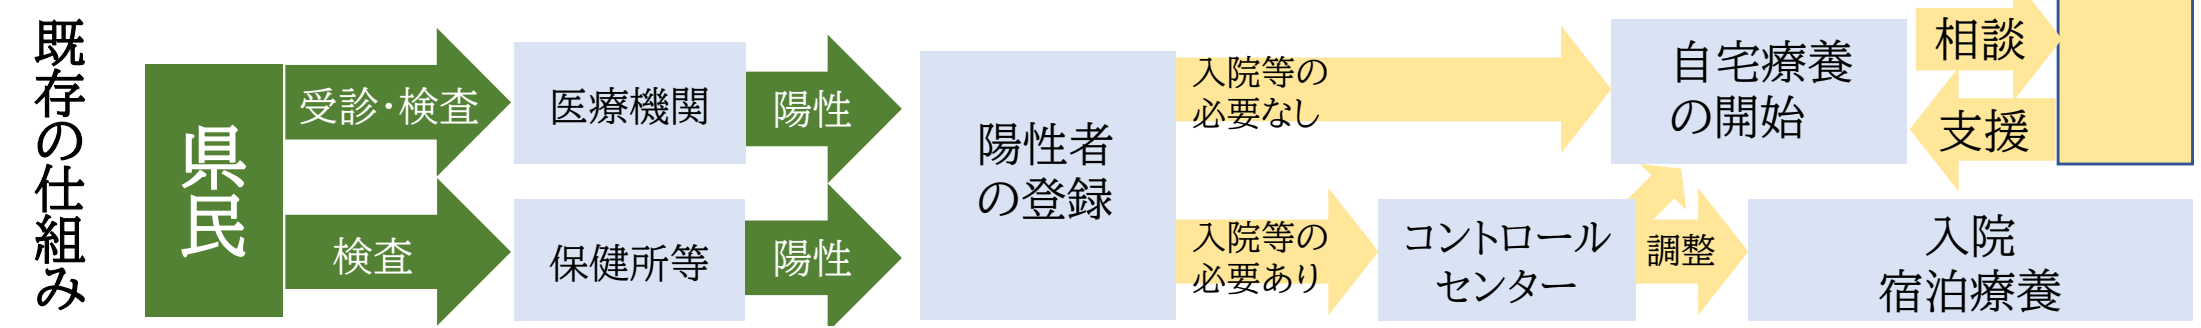 既存の仕組み
県民
受診・検査
医療機関
陽性
検査
保健所等
陽性
陽性者
の登録
入院等の
必要なし
自宅療養
の開始
相談
支援
入院等の
必要あり
コントロール
センター
調整
入院
宿泊療養